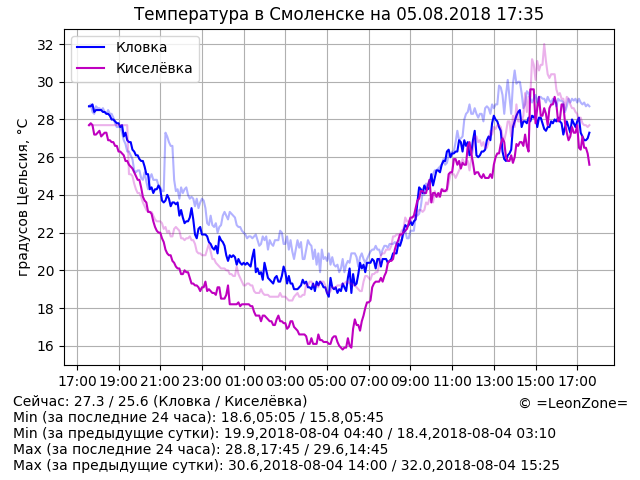 Температура в Смоленске на 05.08.2018 17:35
Кловка
Киселёвка
градусов Цельсия, °C
32
30
28
26
24
22
20
18
16
17:00 19:00 21:00 23:00 01:00 03:00 05:00 07:00 09:00 11:00 13:00 15:00 17:00
Сейчас: 27.3 / 25.6 (Кловка / Киселёвка)
© =LeonZone=
Min (за последние 24 часа): 18.6,05:05 / 15.8,05:45
Min (за предыдущие сутки): 19.9,2018-08-04 04:40 / 18.4,2018-08-04 03:10
Max (за последние 24 часа): 28.8,17:45 / 29.6,14:45
Max (за предыдущие сутки): 30.6,2018-08-04 14:00 / 32.0,2018-08-04 15:25